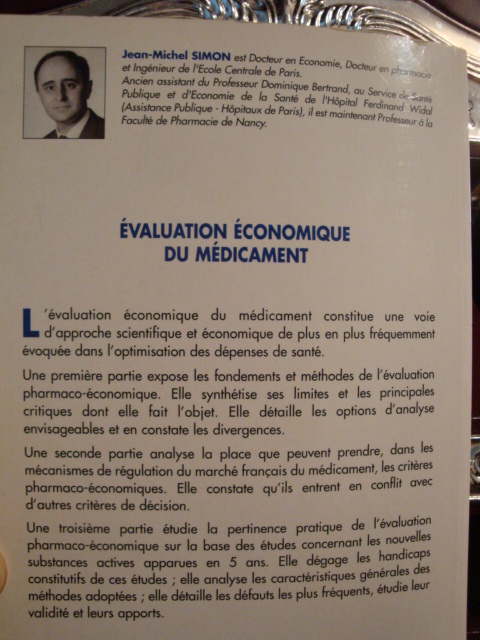 Jean-Michel SIMON est Docteur en Economie, Docteur en pharmacie
et Ingénieur de l'Ecole Centrale de Paris.
Ancien assistant du Professeur Dominique Bertrand, au Service de Santé
Publique et d'Economie de la Santé de l'Hôpital Ferdinand Widal
(Assistance Publique - Hôpitaux de Paris), il est maintenant Professeur à la
Faculté de Pharmacie de Nancy.
ÉVALUATION ÉCONOMIQUE
DU MÉDICAMENT
L'évaluation économique du médicament constitue une voie
d'approche scientifique et économique de plus en plus fréquemment
évoquée dans l'optimisation des dépenses de santé.
Une première partie expose les fondements et méthodes de l'évaluation
pharmaco-économique. Elle synthétise ses limites et les principales
critiques dont elle fait l'objet. Elle détaille les options d'analyse
envisageables et en constate les divergences.
Une seconde partie analyse la place que peuvent prendre, dans les
mécanismes de régulation du marché français du médicament, les critères
pharmaco-économiques. Elle constate qu'ils entrent en conflit avec
d'autres critères de décision.
Une troisième partie étudie la pertinence pratique de l'évaluation
pharmaco-économique sur la base des études concernant les nouvelles
substances actives apparues en 5 ans. Elle dégage les handicaps
constitutifs de ces études ; elle analyse les caractéristiques générales des
méthodes adoptées ; elle détaille les défauts les plus fréquents, étudie leur
validité et leurs apports.